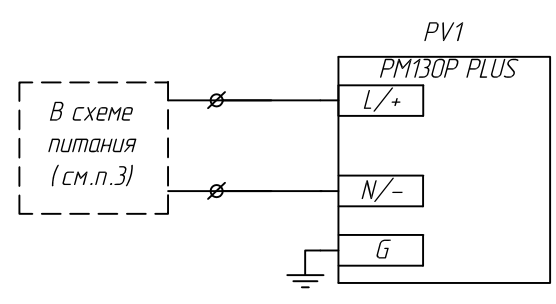 PV1
PM130P PLUS
В схеме
питания
(см.п.3)
L/+
N/-
G